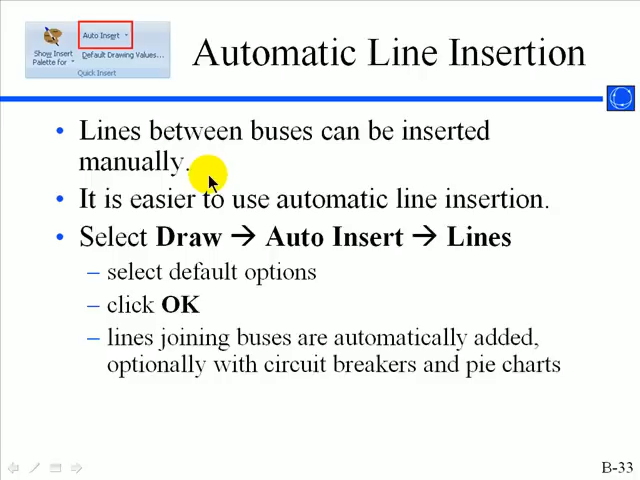 Auto Insert
Show Insert
Palette for
Default Drawing Values...
Quick Insert
Automatic Line Insertion
• Lines between buses can be inserted
manually.
• It is easier to use automatic line insertion.
• Select Draw → Auto Insert → Lines
– select default options
– click OK
– lines joining buses are automatically added,
optionally with circuit breakers and pie charts
B-33